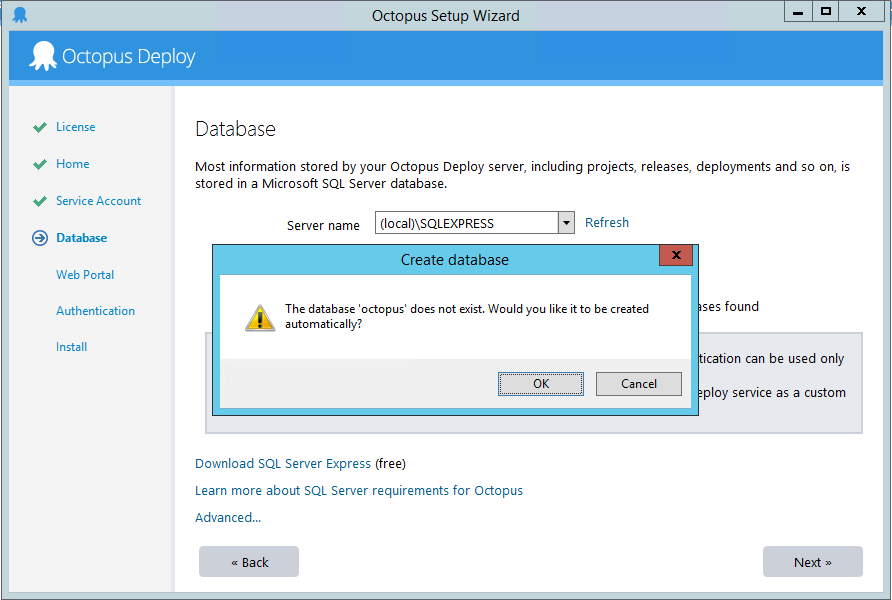 Octopus Setup Wizard
Octopus Deploy
License
Home
Service Account
Database
Web Portal
Authentication
Install
Database
Most information stored by your Octopus Deploy server, including projects, releases, deployments and so on, is
stored in a Microsoft SQL Server database.
Server name
(local)\SQLEXPRESS
Refresh
Create database
The database 'octopus' does not exist. Would you like it to be created
automatically?
OK
Cancel
found
can be used only
service as a custom
Download SQL Server Express (free)
Learn more about SQL Server requirements for Octopus
Advanced...
« Back
Next »